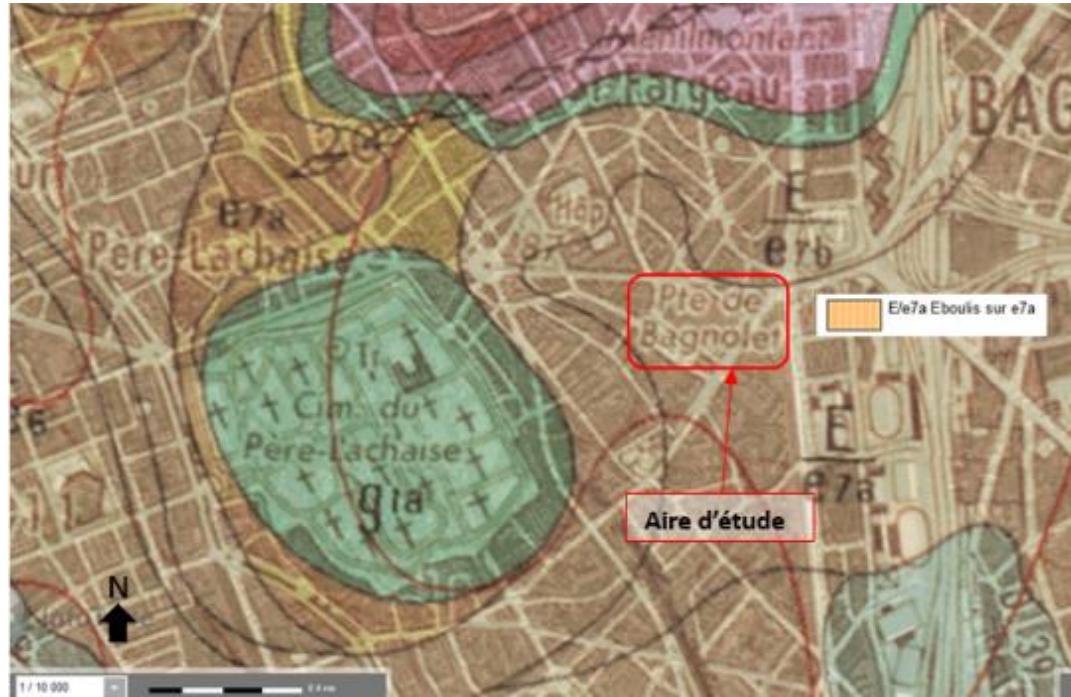 Ménilmontant
St Fargeau
BAG
E
e7b
Hôp
e7a
Père-Lachaise
Pte de
Bagnolet
E/e7a Eboulis sur e7a
Cim. du
Père-Lachaise
g1a
E
e7a
Aire d'étude
N
1 / 10 000